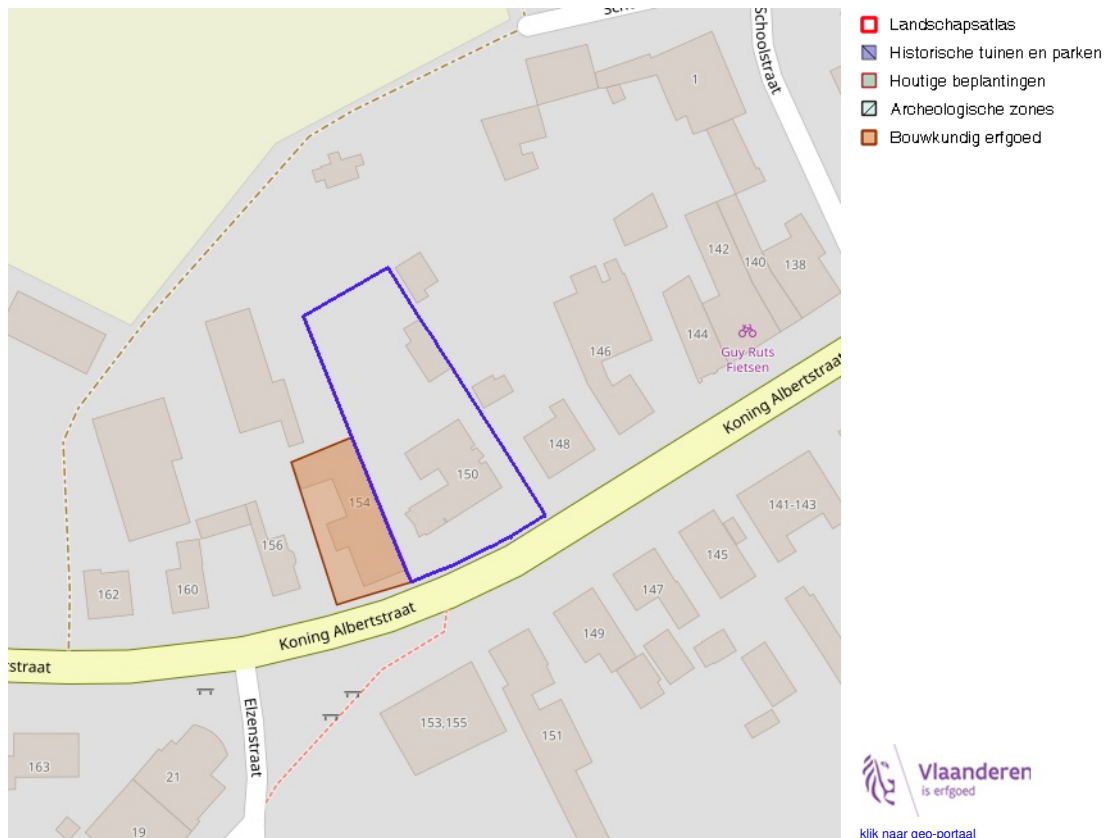 Schoolstraat
1
142
140
138
144
146
Guy Ruts
Fietsen
Koning Albertstraat
148
150
154
156
162
160
141-143
145
147
149
Koning Albertstraat
rstraat
Elzenstraat
153,155
151
163
21
19
Landschapsatlas
Historische tuinen en parken
Houtige beplantingen
Archeologische zones
Bouwkundig erfgoed
Vlaanderen
is erfgoed
klik naar geo-portaal